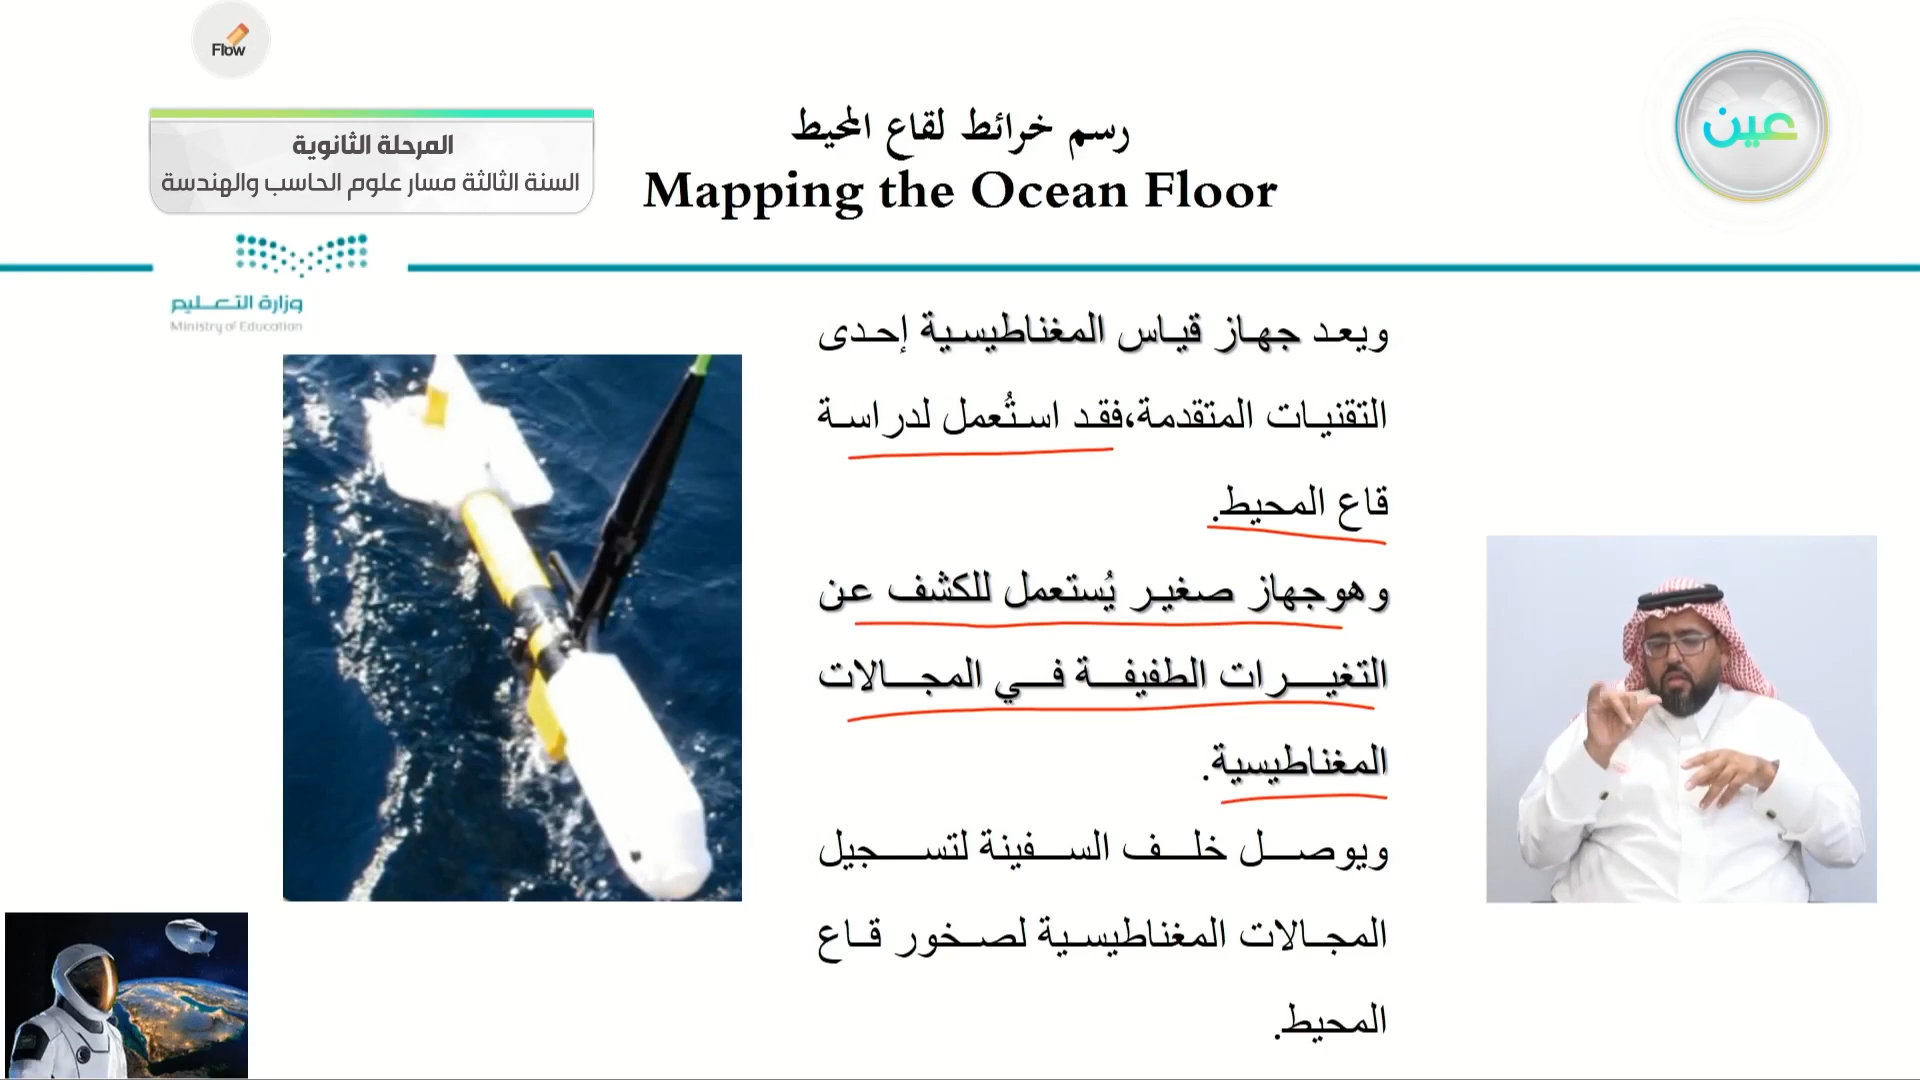 Flow
المرحلة الثانوية
السنة الثالثة مسار علوم الحاسب والهندسة
عين
رسم خرائط لقاع المحيط
Mapping the Ocean Floor
وزارة التعليم
Ministry of Education
ويعد جهاز قياس المغناطيسية إحدى
التقنيات المتقدمة،فقد استُعمل لدراسة
قاع المحيط.
وهوجهاز صغير يُستعمل للكشف عن
التغيرات الطفيفة في المجالات
المغناطيسية.
ويوصل خلف السفينة لتسجيل
المجالات المغناطيسية لصخور قاع
المحيط.